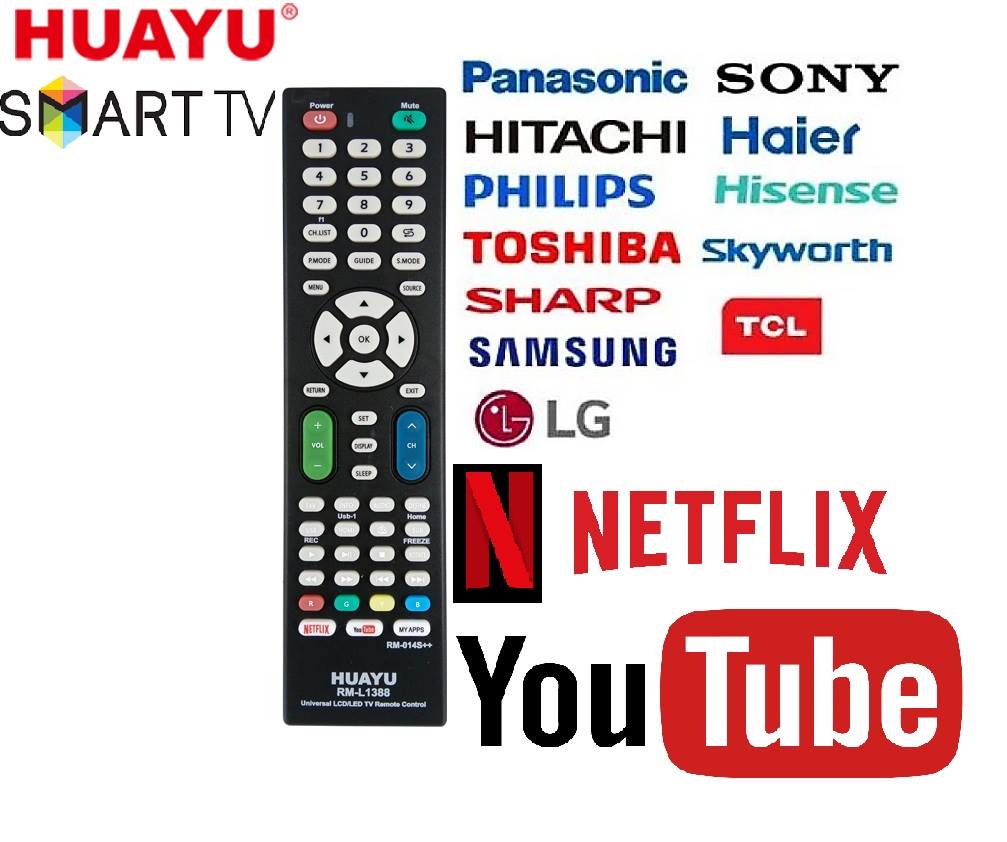 HUAYU®
SMART TV
Power Mute
1 2 3
4 5 6
7 8 9
CH.LIST 0
P.MODE GUIDE S.MODE
MENU SOURCE
OK
RETURN EXIT
SET
+ VOL - DISPLAY CH
SLEEP
Usb-1 Home
REC FREEZE
R G Y B
NETFLIX YouTube MY APPS
RM-014S++
HUAYU
RM-L1388
Universal LCD/LED TV Remote Control
Panasonic SONY
HITACHI Haier
PHILIPS Hisense
TOSHIBA Skyworth
SHARP
TCL
SAMSUNG
LG
N NETFLIX
YouTube